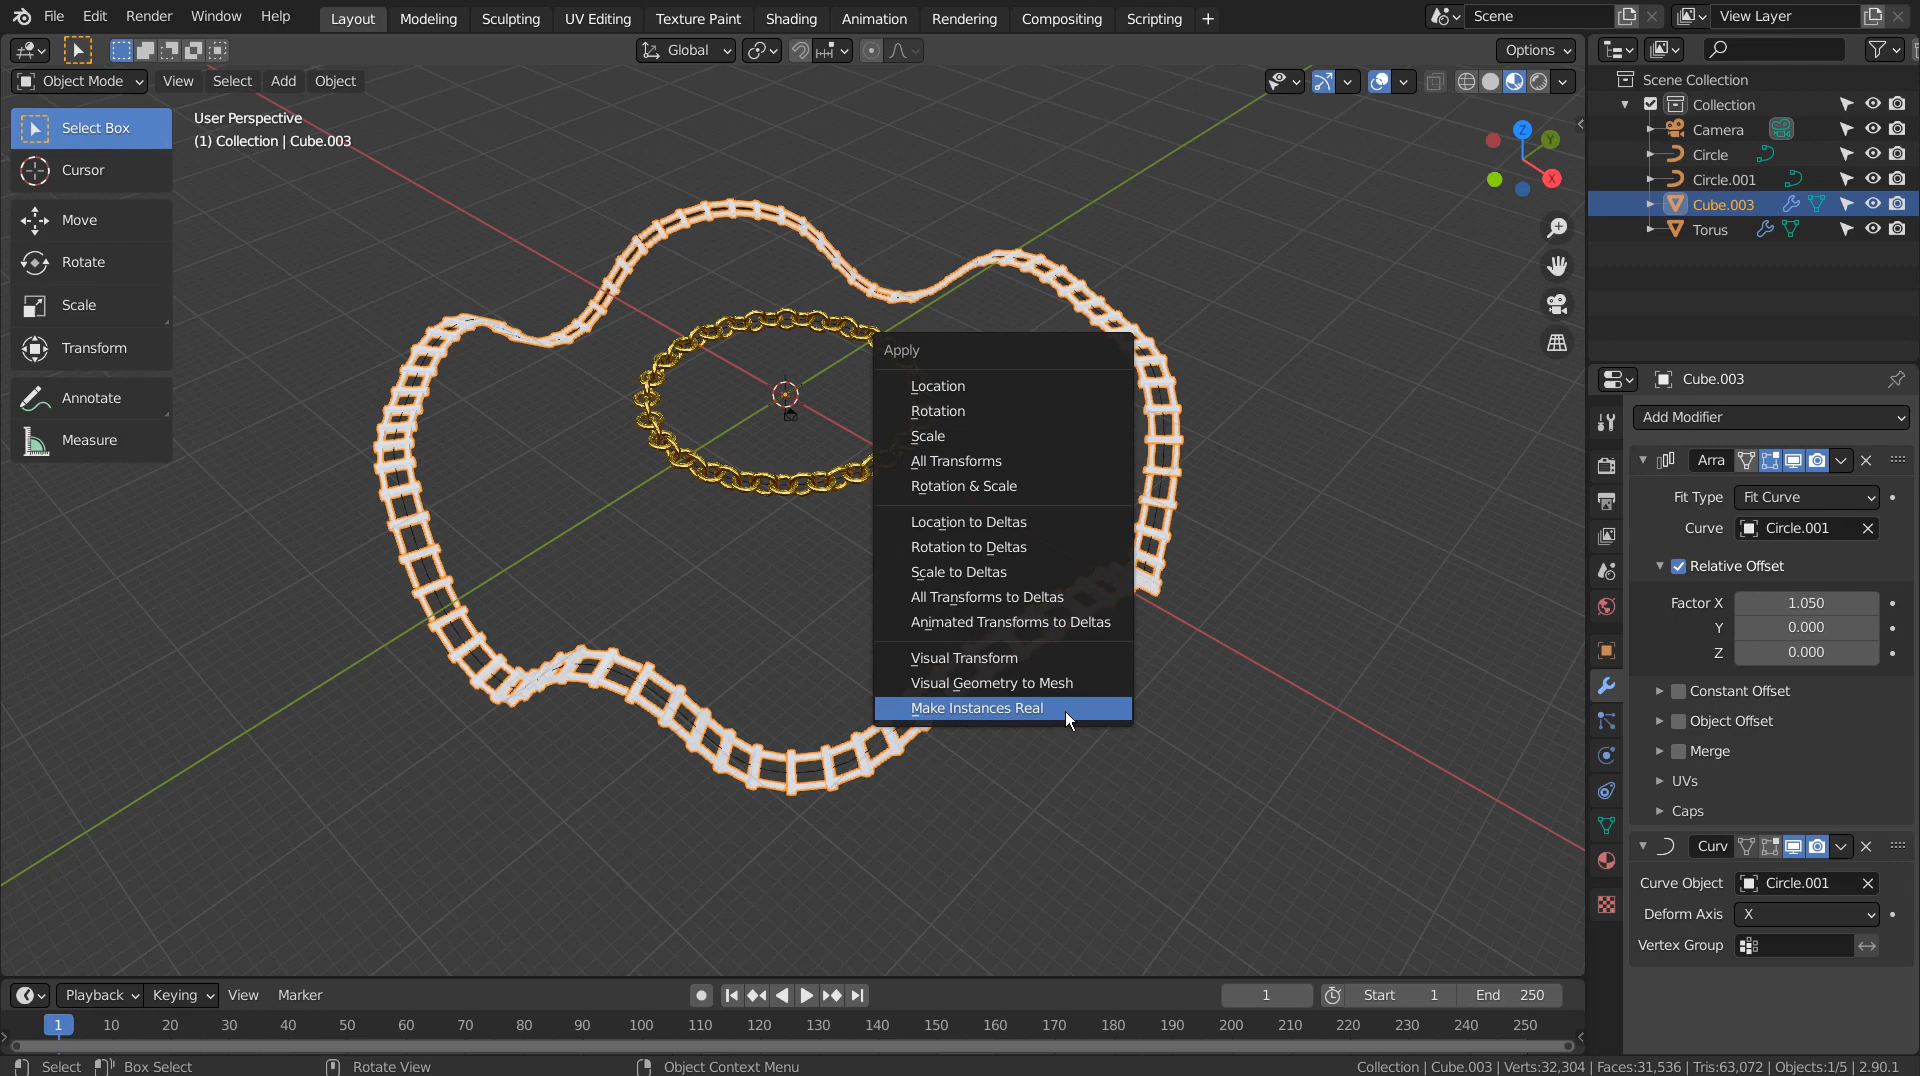 File Edit Render Window Help Layout Modeling Sculpting UV Editing Texture Paint Shading Animation Rendering Compositing Scripting + Scene View Layer
Global Options
Object Mode View Select Add Object
Select Box
Cursor
Move
Rotate
Scale
Transform
Annotate
Measure
User Perspective
(1) Collection | Cube.003
Z
Y
X
Apply
Location
Rotation
Scale
All Transforms
Rotation & Scale
Location to Deltas
Rotation to Deltas
Scale to Deltas
All Transforms to Deltas
Animated Transforms to Deltas
Visual Transform
Visual Geometry to Mesh
Make Instances Real
Scene Collection
Collection
Camera
Circle
Circle.001
Cube.003
Torus
Cube.003
Add Modifier
Arra
Fit Type Fit Curve
Curve Circle.001
Relative Offset
Factor X 1.050
Y 0.000
Z 0.000
Constant Offset
Object Offset
Merge
UVs
Caps
Curv
Curve Object Circle.001
Deform Axis X
Vertex Group
Playback Keying View Marker 1 Start 1 End 250
1 10 20 30 40 50 60 70 80 90 100 110 120 130 140 150 160 170 180 190 200 210 220 230 240 250
Select Box Select Rotate View Object Context Menu Collection | Cube.003 | Verts:32,304 | Faces:31,536 | Tris:63,072 | Objects:1/5 | 2.90.1